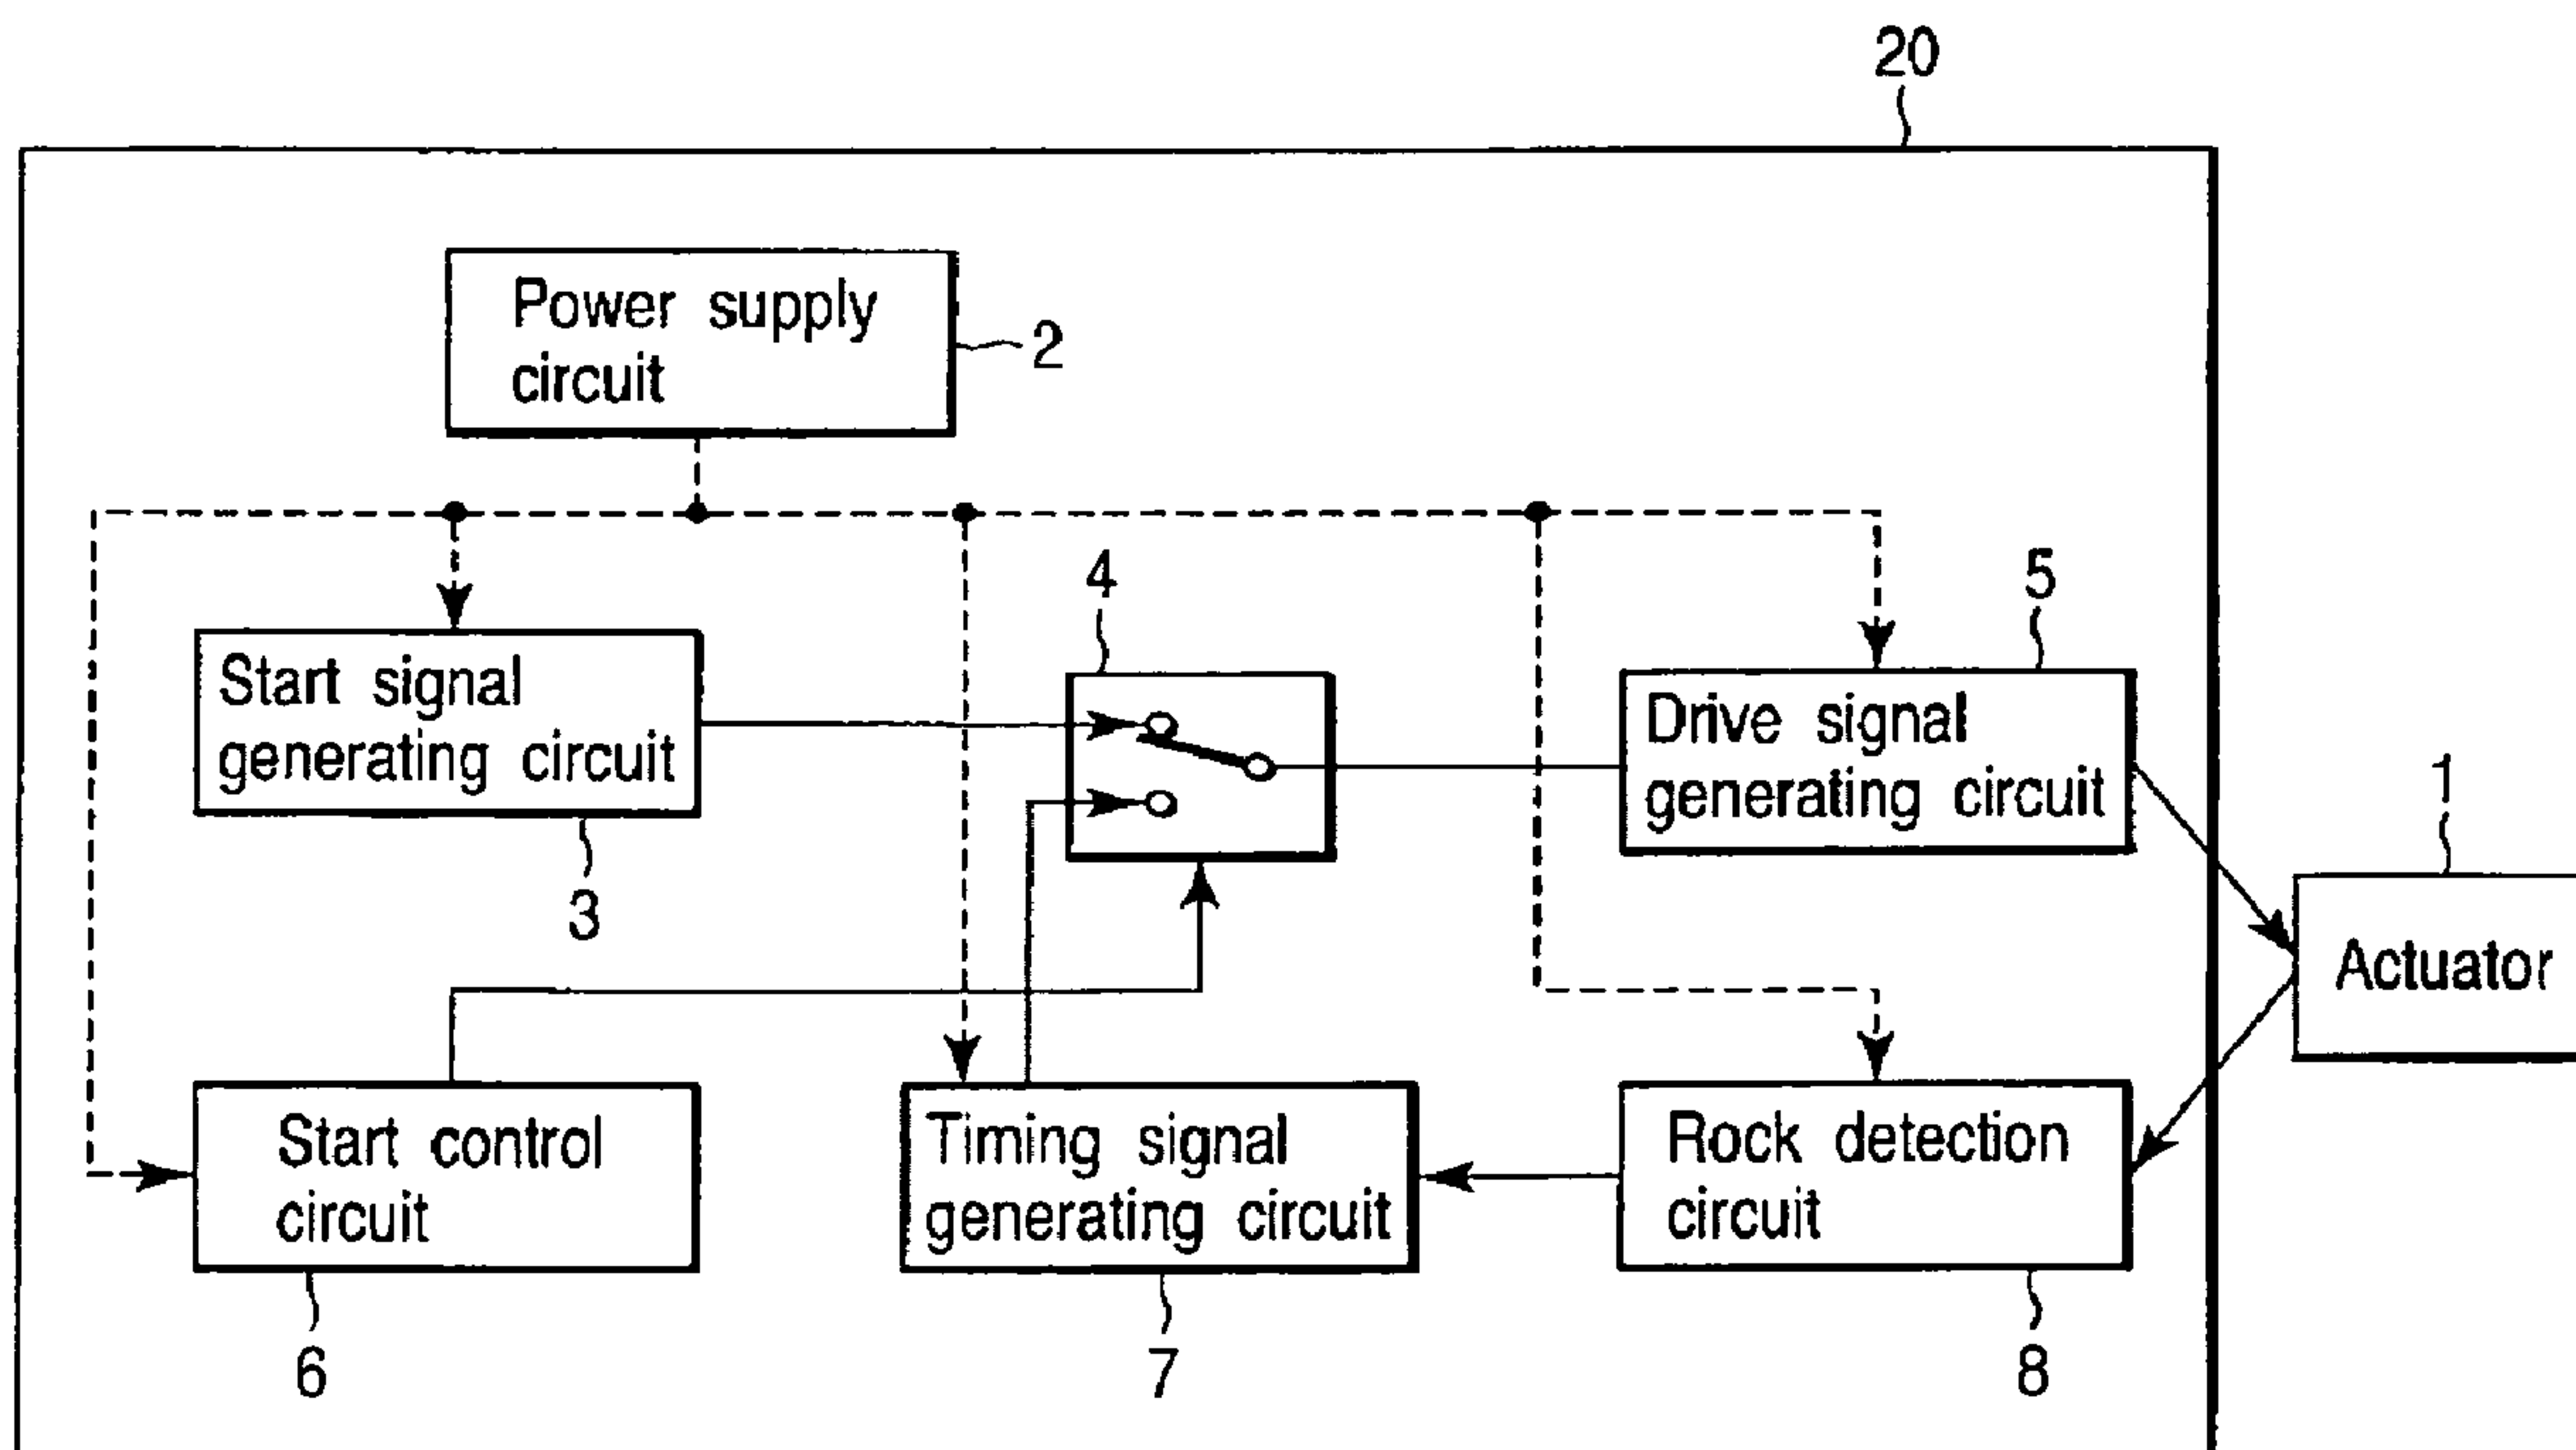 20
Power supply
circuit
2
4
5
Start signal
generating circuit
3
Drive signal
generating circuit
1
Actuator
Start control
circuit
6
Timing signal
generating circuit
7
Rock detection
circuit
8